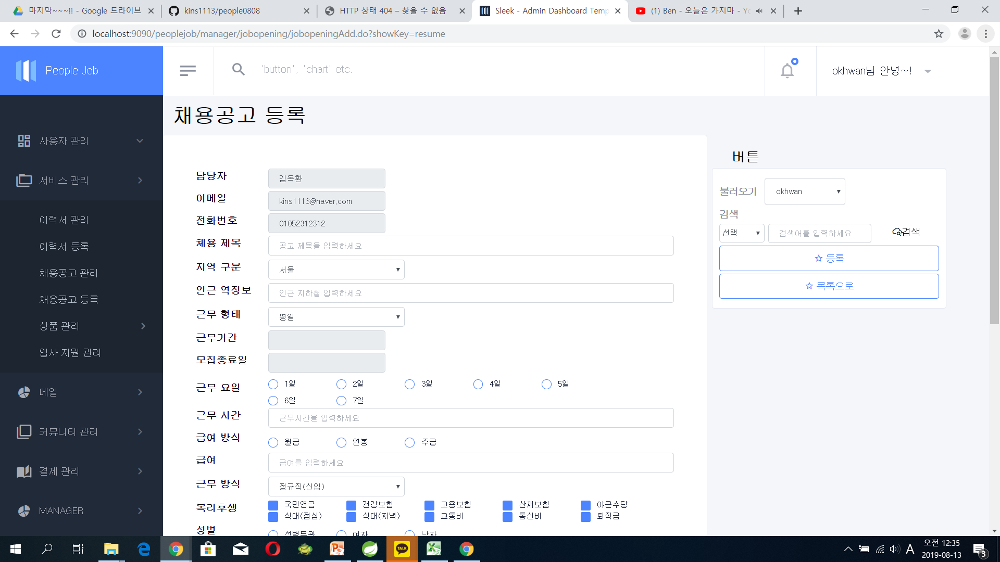 마지막~~~!! - Google 드라이브
kins1113/people0808
HTTP 상태 404 – 찾을 수 없음
Sleek - Admin Dashboard Temp
(1) Ben - 오늘은 가지마 - Yo
localhost:9090/peoplejob/manager/jobopening/jobopeningAdd.do?showKey=resume
People Job
'button', 'chart' etc.
okhwan님 안녕~!
채용공고 등록
사용자 관리
서비스 관리
이력서 관리
이력서 등록
채용공고 관리
채용공고 등록
상품 관리
입사 지원 관리
메일
커뮤니티 관리
결제 관리
MANAGER
담당자 김옥환
이메일 kins1113@naver.com
전화번호 01052312312
체용 제목 공고 제목을 입력하세요
지역 구분 서울
인근 역정보 인근 지하철 입력하세요
근무 형태 평일
근무기간
모집종료일
근무 요일 1일 2일 3일 4일 5일
6일 7일
근무 시간 근무시간을 입력하세요
급여 방식 월급 연봉 주급
급여 급여를 입력하세요
근무 방식 정규직(신입)
복리후생 국민연금 건강보험 고용보험 산재보험 야근수당
식대(점심) 식대(저녁) 교통비 통신비 퇴직금
성별 성별무관 여자 남자
버튼
불러오기 okhwan
검색
선택 검색어를 입력하세요 검색
☆ 등록
☆ 목록으로
TALK
A
오전 12:35
2019-08-13
3